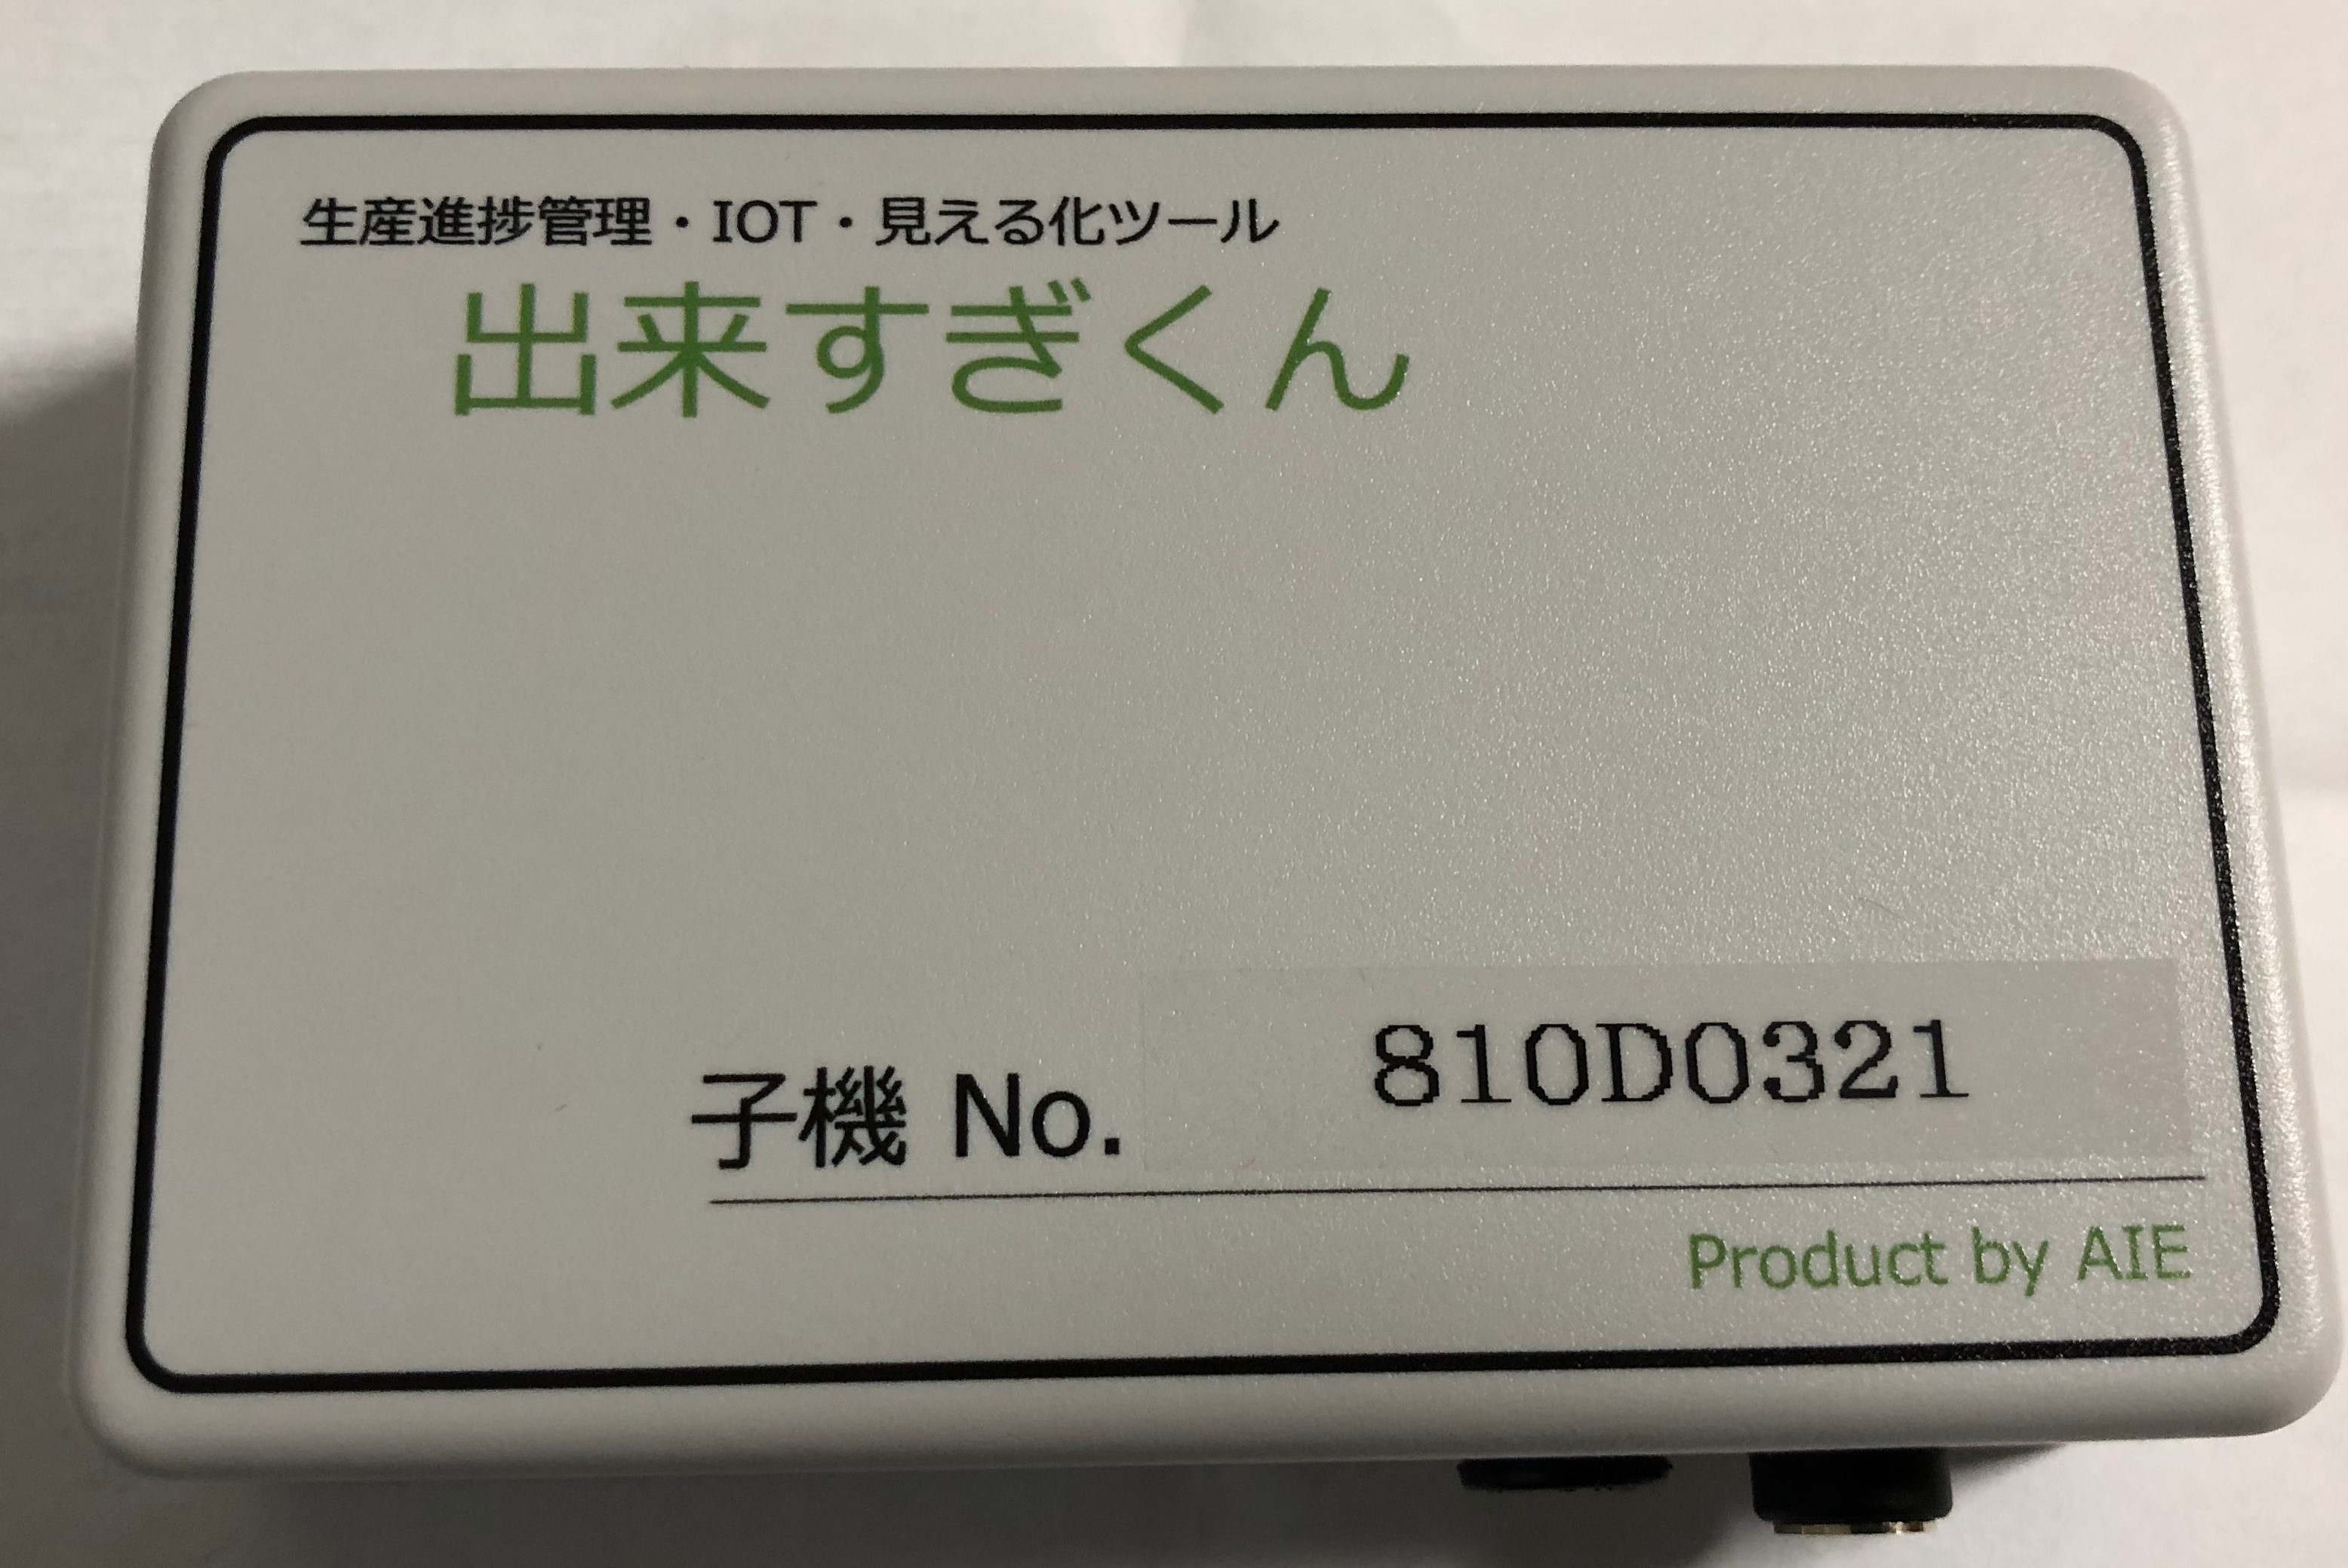 生産進捗管理・IOT・見える化ツール
出来すぎくん
子機 No. 810D0321
Product by AIE